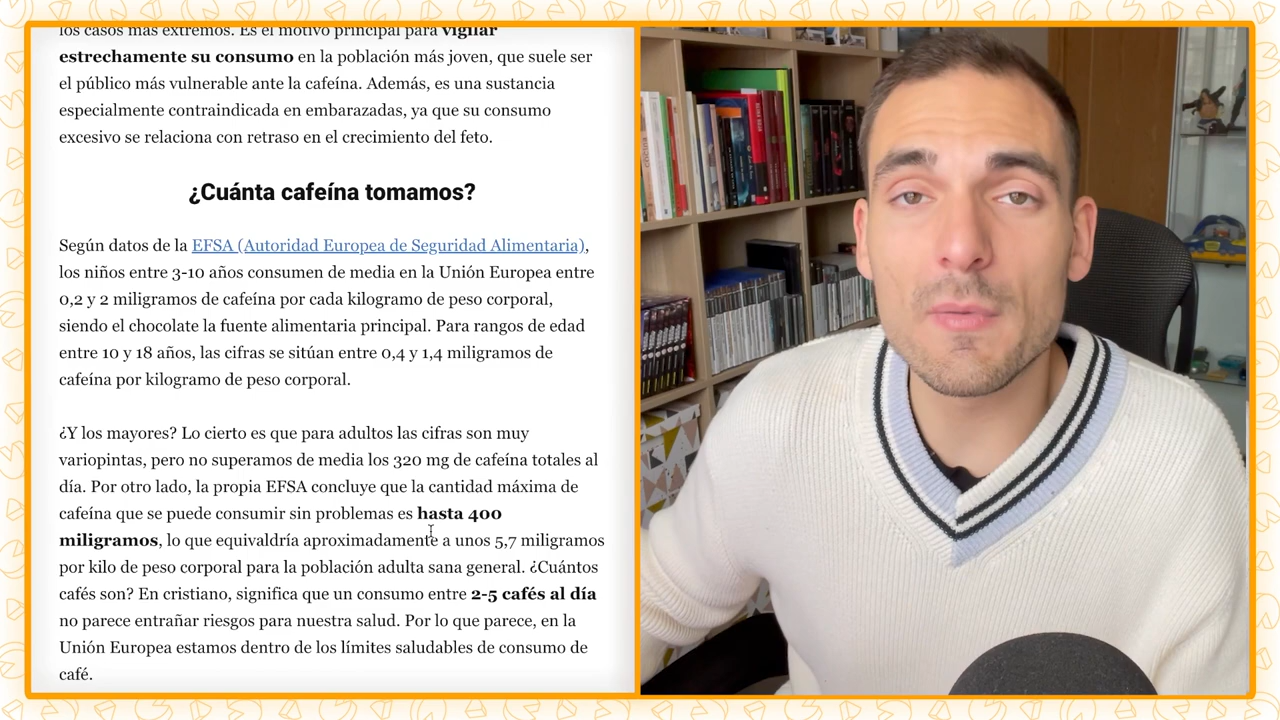 los casos más extremos. Es el motivo principal para vigilar
estrechamente su consumo en la población más joven, que suele ser
el público más vulnerable ante la cafeína. Además, es una sustancia
especialmente contraindicada en embarazadas, ya que su consumo
excesivo se relaciona con retraso en el crecimiento del feto.
¿Cuánta cafeína tomamos?
Según datos de la EFSA (Autoridad Europea de Seguridad Alimentaria),
los niños entre 3-10 años consumen de media en la Unión Europea entre
0,2 y 2 miligramos de cafeína por cada kilogramo de peso corporal,
siendo el chocolate la fuente alimentaria principal. Para rangos de edad
entre 10 y 18 años, las cifras se sitúan entre 0,4 y 1,4 miligramos de
cafeína por kilogramo de peso corporal.
¿Y los mayores? Lo cierto es que para adultos las cifras son muy
variopintas, pero no superamos de media los 320 mg de cafeína totales al
día. Por otro lado, la propia EFSA concluye que la cantidad máxima de
cafeína que se puede consumir sin problemas es hasta 400
miligramos, lo que equivaldría aproximadamente a unos 5,7 miligramos
por kilo de peso corporal para la población adulta sana general. ¿Cuántos
cafés son? En cristiano, significa que un consumo entre 2-5 cafés al día
no parece entrañar riesgos para nuestra salud. Por lo que parece, en la
Unión Europea estamos dentro de los límites saludables de consumo de
café.